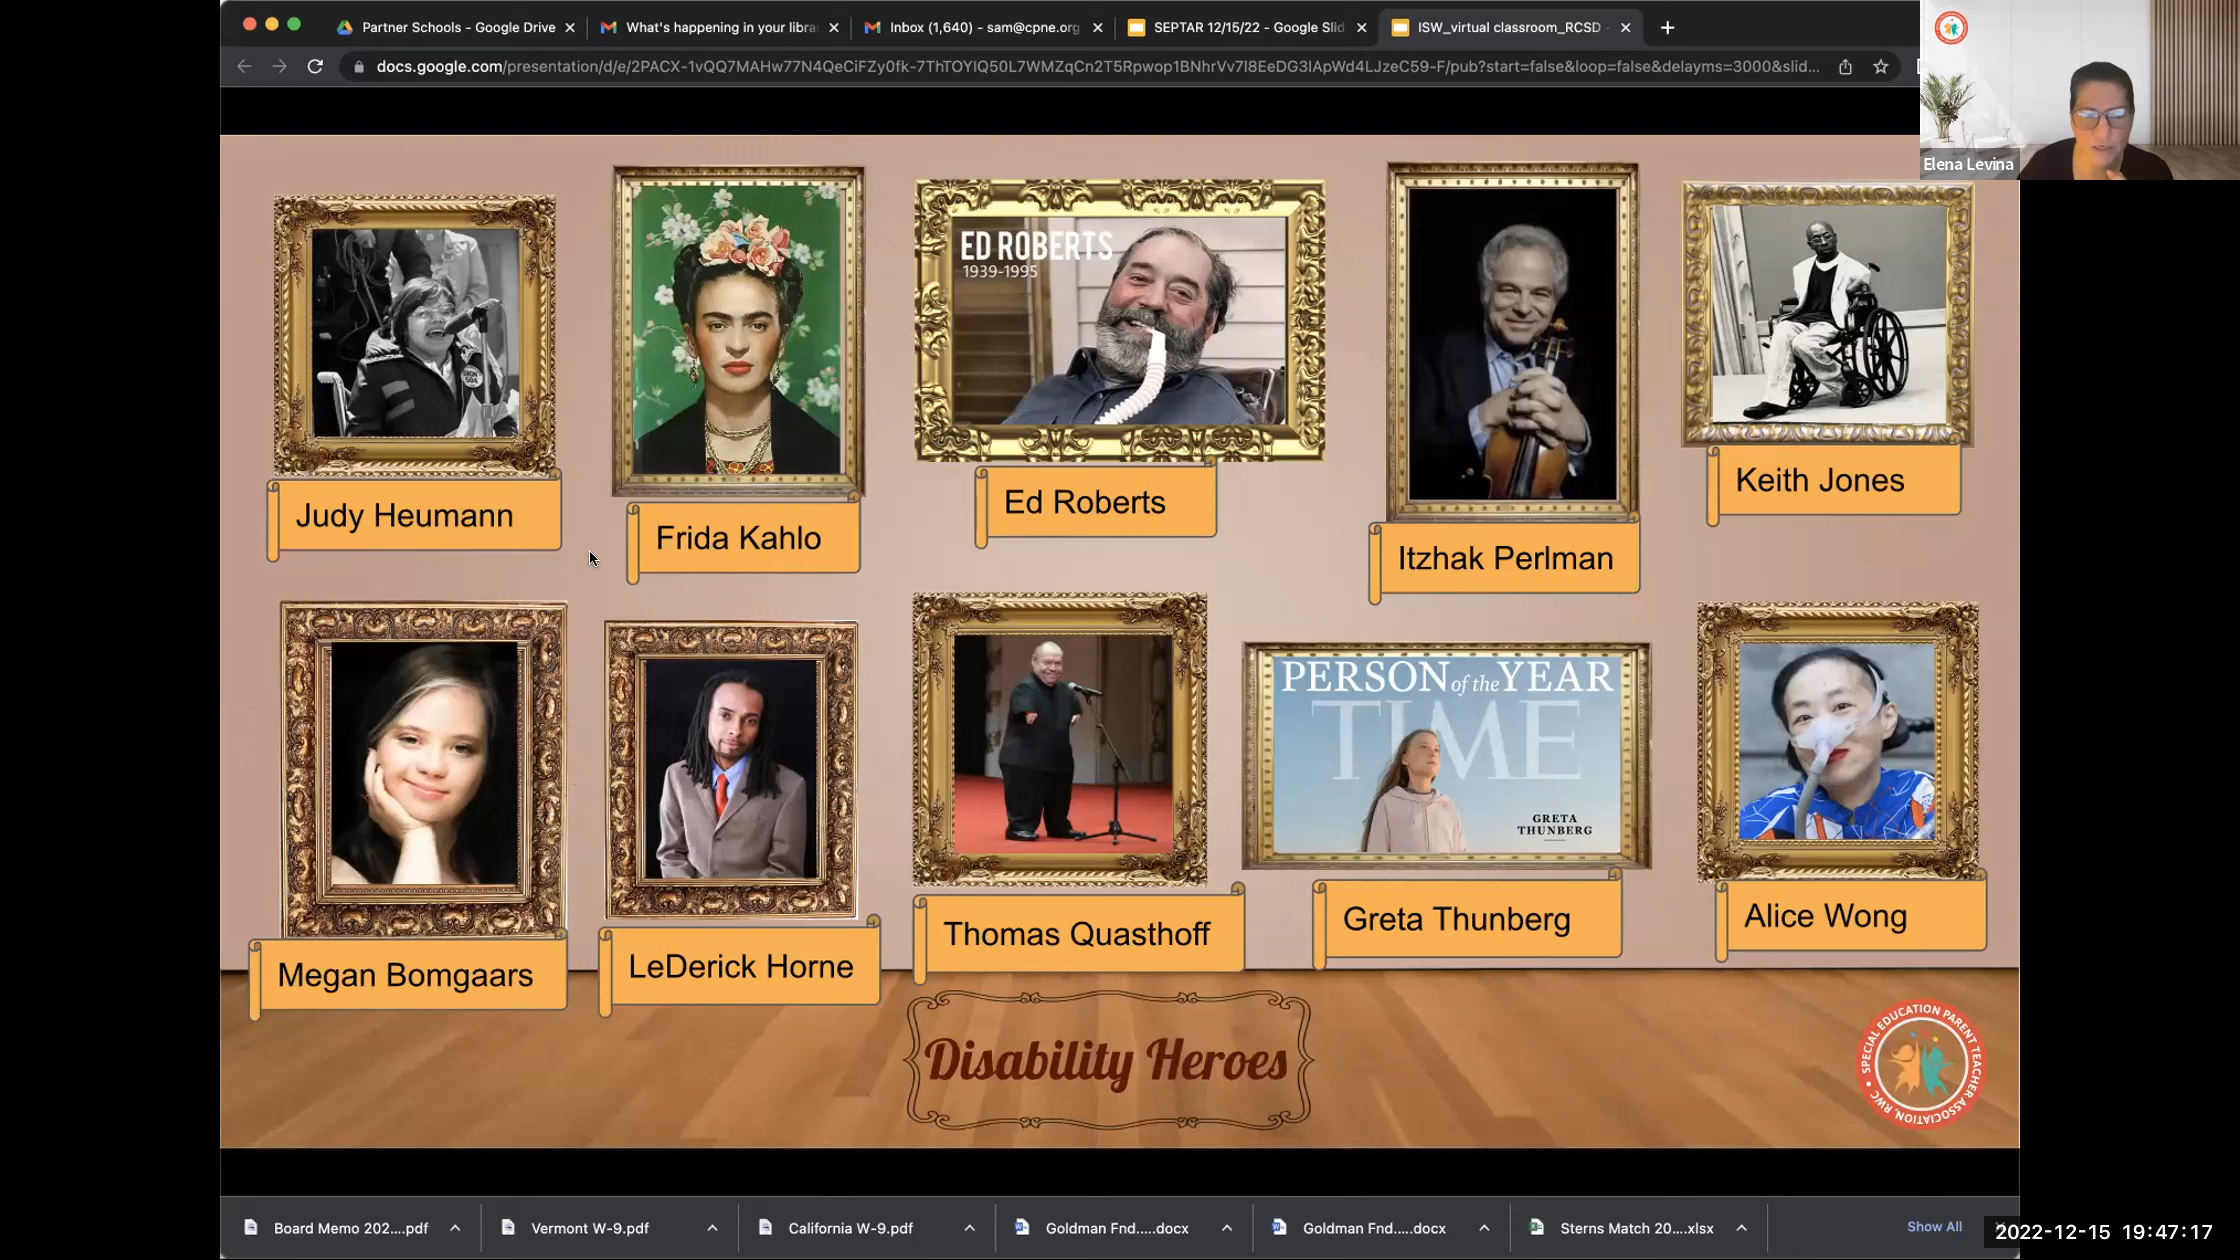 Partner Schools - Google Drive
What's happening in your libra
Inbox (1,640) - sam@cpne.org
SEPTAR 12/15/22 - Google Slid
ISW_virtual classroom_RCSD -
docs.google.com/presentation/d/e/2PACX-1vQQ7MAHw77N4QeCiFZy0fk-7ThTOYIQ50L7WMZqCn2T5Rpwop1BNhrVv7l8EeDG3lApWd4LJzeC59-F/pub?start=false&loop=false&delayms=3000&slid...
Elena Levina
ED ROBERTS
1939-1995
SIGN
504
Judy Heumann
Frida Kahlo
Ed Roberts
Itzhak Perlman
Keith Jones
PERSON of the YEAR
TIME
GRETA
THUNBERG
Megan Bomgaars
LeDerick Horne
Thomas Quasthoff
Greta Thunberg
Alice Wong
Disability Heroes
SPECIAL EDUCATION PARENT TEACHER ASSOCIATION, RWC
Board Memo 202....pdf
Vermont W-9.pdf
California W-9.pdf
Goldman Fnd.....docx
Goldman Fnd.....docx
Sterns Match 20....xlsx
Show All
2022-12-15 19:47:17